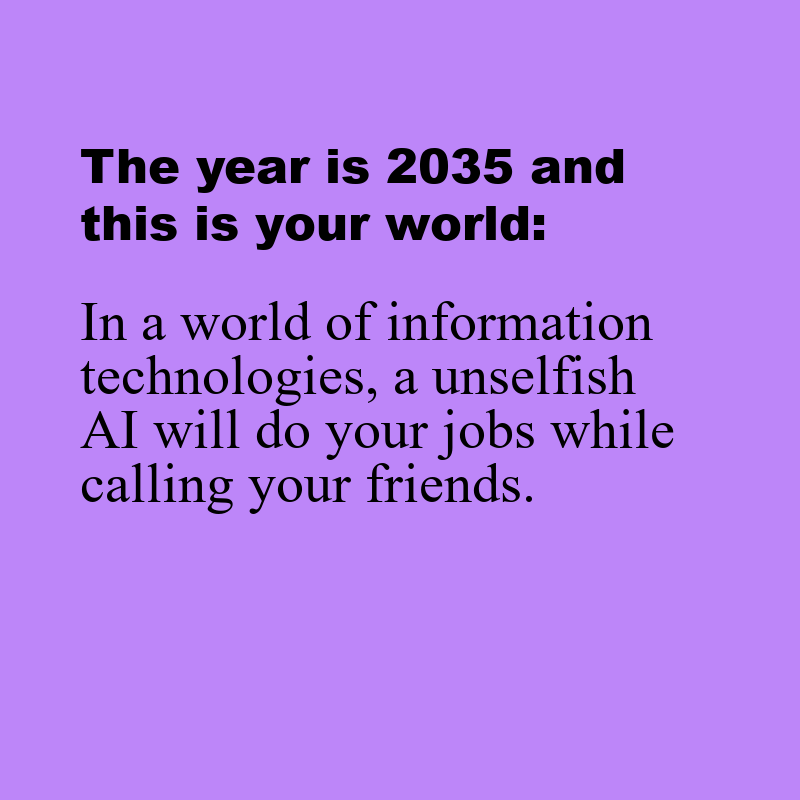 The year is 2035 and
this is your world:
In a world of information
technologies, a unselfish
AI will do your jobs while
calling your friends.